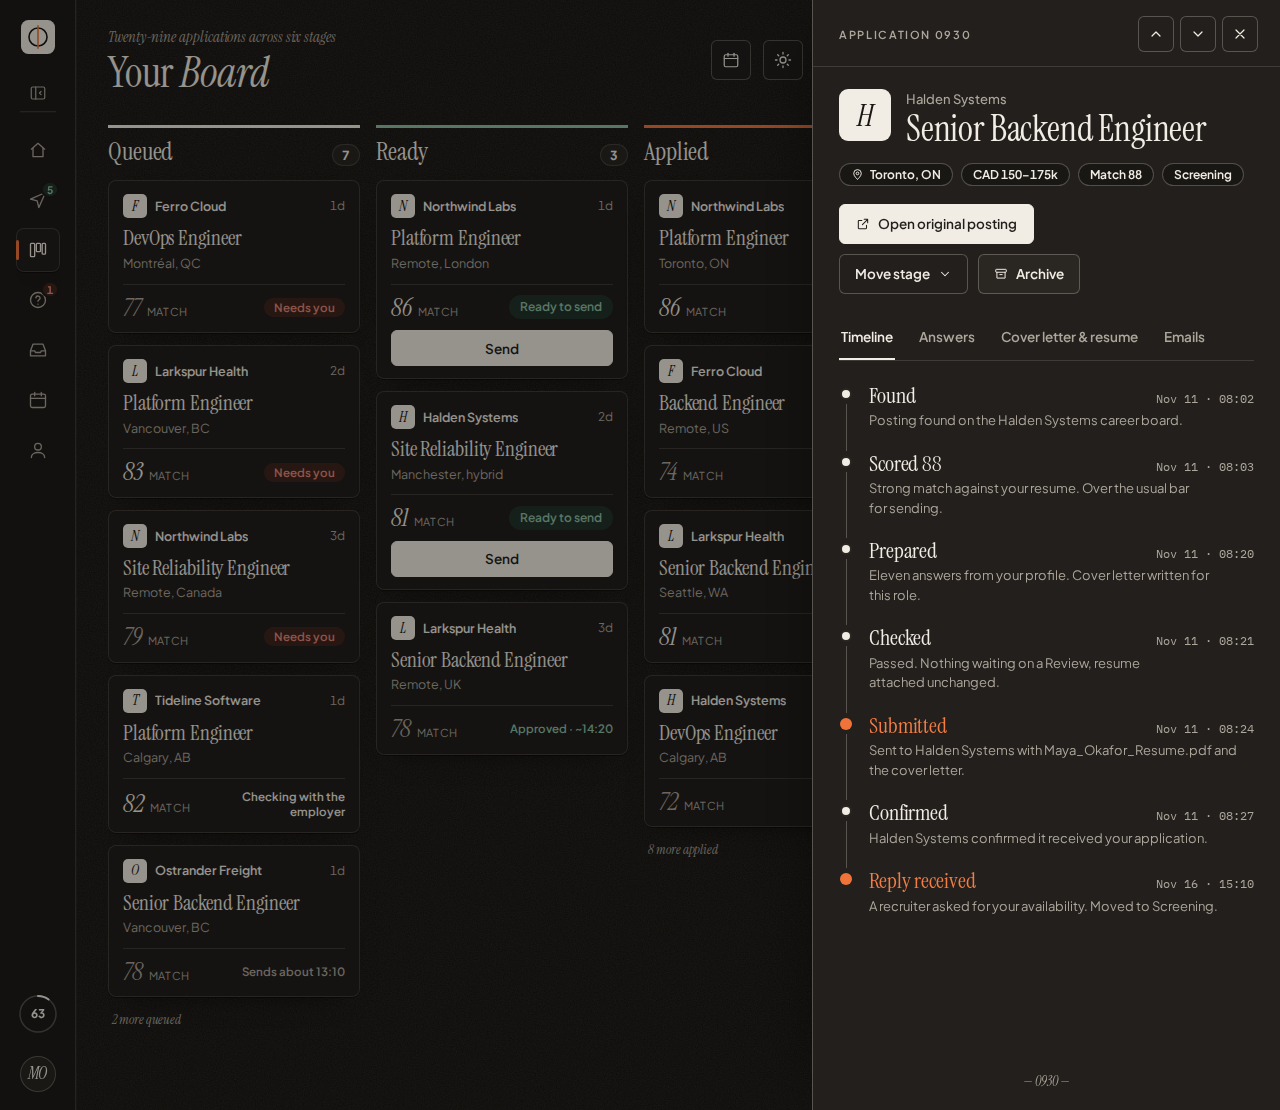 Twenty-nine applications across six stages
Your Board
5
1
63
MO
Queued
7
F Ferro Cloud 1d
DevOps Engineer
Montréal, QC
77 MATCH Needs you
L Larkspur Health 2d
Platform Engineer
Vancouver, BC
83 MATCH Needs you
N Northwind Labs 3d
Site Reliability Engineer
Remote, Canada
79 MATCH Needs you
T Tideline Software 1d
Platform Engineer
Calgary, AB
82 MATCH Checking with the
employer
O Ostrander Freight 1d
Senior Backend Engineer
Vancouver, BC
78 MATCH Sends about 13:10
2 more queued
Ready
3
N Northwind Labs 1d
Platform Engineer
Remote, London
86 MATCH Ready to send
Send
H Halden Systems 2d
Site Reliability Engineer
Manchester, hybrid
81 MATCH Ready to send
Send
L Larkspur Health 3d
Senior Backend Engineer
Remote, UK
78 MATCH Approved · ~14:20
Applied
N Northwind Labs
Platform Engineer
Toronto, ON
86 MATCH
F Ferro Cloud
Backend Engineer
Remote, US
74 MATCH
L Larkspur Health
Senior Backend Engin
Seattle, WA
81 MATCH
H Halden Systems
DevOps Engineer
Calgary, AB
72 MATCH
8 more applied
APPLICATION 0930
H
Halden Systems
Senior Backend Engineer
Toronto, ON CAD 150–175k Match 88 Screening
Open original posting
Move stage Archive
Timeline Answers Cover letter & resume Emails
Found Nov 11 · 08:02
Posting found on the Halden Systems career board.
Scored 88 Nov 11 · 08:03
Strong match against your resume. Over the usual bar
for sending.
Prepared Nov 11 · 08:20
Eleven answers from your profile. Cover letter written for
this role.
Checked Nov 11 · 08:21
Passed. Nothing waiting on a Review, resume
attached unchanged.
Submitted Nov 11 · 08:24
Sent to Halden Systems with Maya_Okafor_Resume.pdf and
the cover letter.
Confirmed Nov 11 · 08:27
Halden Systems confirmed it received your application.
Reply received Nov 16 · 15:10
A recruiter asked for your availability. Moved to Screening.
— 0930 —